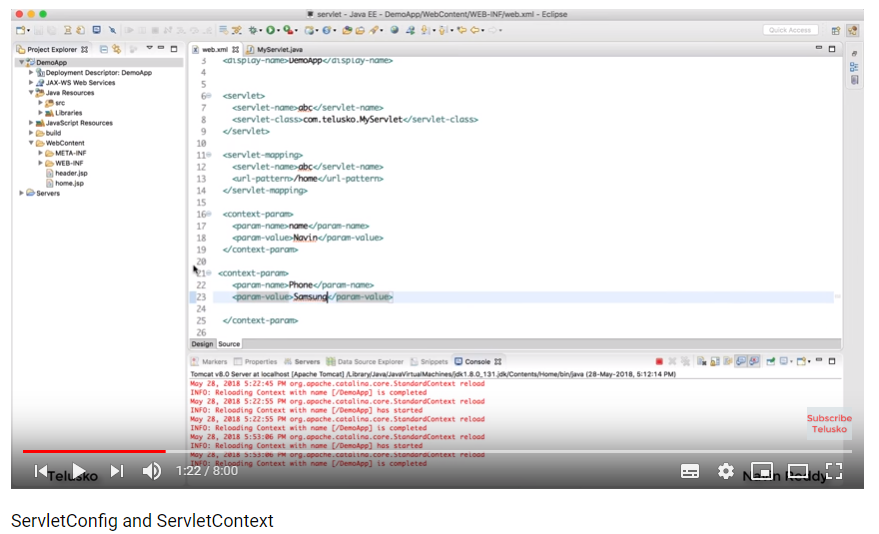 servlet - Java EE - DemoApp/WebContent/WEB-INF/web.xml - Eclipse
Quick Access
Project Explorer
DemoApp
Deployment Descriptor: DemoApp
JAX-WS Web Services
Java Resources
src
Libraries
JavaScript Resources
build
WebContent
META-INF
WEB-INF
header.jsp
home.jsp
Servers
web.xml MyServlet.java
3 <display-name>DemoApp</display-name>
4
5
6 <servlet>
7 <servlet-name>abc</servlet-name>
8 <servlet-class>com.telusko.MyServlet</servlet-class>
9 </servlet>
10
11 <servlet-mapping>
12 <servlet-name>abc</servlet-name>
13 <url-pattern>/home</url-pattern>
14 </servlet-mapping>
15
16 <context-param>
17 <param-name>name</param-name>
18 <param-value>Navin</param-value>
19 </context-param>
20
21 <context-param>
22 <param-name>Phone</param-name>
23 <param-value>Samsung</param-value>
24
25 </context-param>
26
Design Source
Markers Properties Servers Data Source Explorer Snippets Console
Tomcat v8.0 Server at localhost [Apache Tomcat] /Library/Java/JavaVirtualMachines/jdk1.8.0_131.jdk/Contents/Home/bin/java (28-May-2018, 5:12:14 PM)
May 28, 2018 5:22:45 PM org.apache.catalina.core.StandardContext reload
INFO: Reloading Context with name [/DemoApp] is completed
May 28, 2018 5:22:55 PM org.apache.catalina.core.StandardContext reload
INFO: Reloading Context with name [/DemoApp] has started
May 28, 2018 5:22:55 PM org.apache.catalina.core.StandardContext reload
INFO: Reloading Context with name [/DemoApp] is completed
May 28, 2018 5:53:06 PM org.apache.catalina.core.StandardContext reload
INFO: Reloading Context with name [/DemoApp] has started
May 28, 2018 5:53:06 PM org.apache.catalina.core.StandardContext reload
INFO: Reloading Context with name [/DemoApp] is completed
Subscribe
Telusko
1:22 / 8:00
Telusko
Navin Reddy
ServletConfig and ServletContext